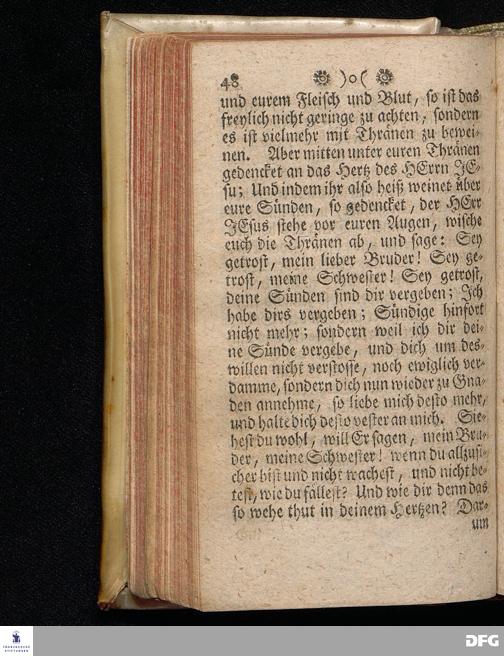 48 )o(
und eurem Fleisch und Blut, so ist das
freylich nicht geringe zu achten, sondern
es ist vielmehr mit Thränen zu bewei-
nen. Aber mitten unter euren Thränen
gedencket an das Hertz des HErrn JE-
su; Und indem ihr also heiß weinet über
eure Sünden, so gedencket, der HErr
JEsus stehe vor euren Augen, wische
euch die Thränen ab, und sage: Sey
getrost, mein lieber Bruder! Sey ge-
trost, meine Schwester! Sey getrost,
deine Sünden sind dir vergeben; Ich
habe dirs vergeben; Sündige hinfort
nicht mehr; sondern weil ich dir dei-
ne Sünde vergebe, und dich um des-
willen nicht verstosse, noch ewiglich ver-
damme, sondern dich nun wieder zu Gna-
den annehme, so liebe mich desto mehr,
und halte dich desto vester an mich. Sie-
hest du wohl, will Er sagen, mein Bru-
der, meine Schwester! wenn du allzusi-
cher bist und nicht wachest, und nicht be-
test, wie du fällest? Und wie dir denn das
so wehe thut in deinem Hertzen? Dar-
um
FRANCKESCHE
STIFTUNGEN
DFG